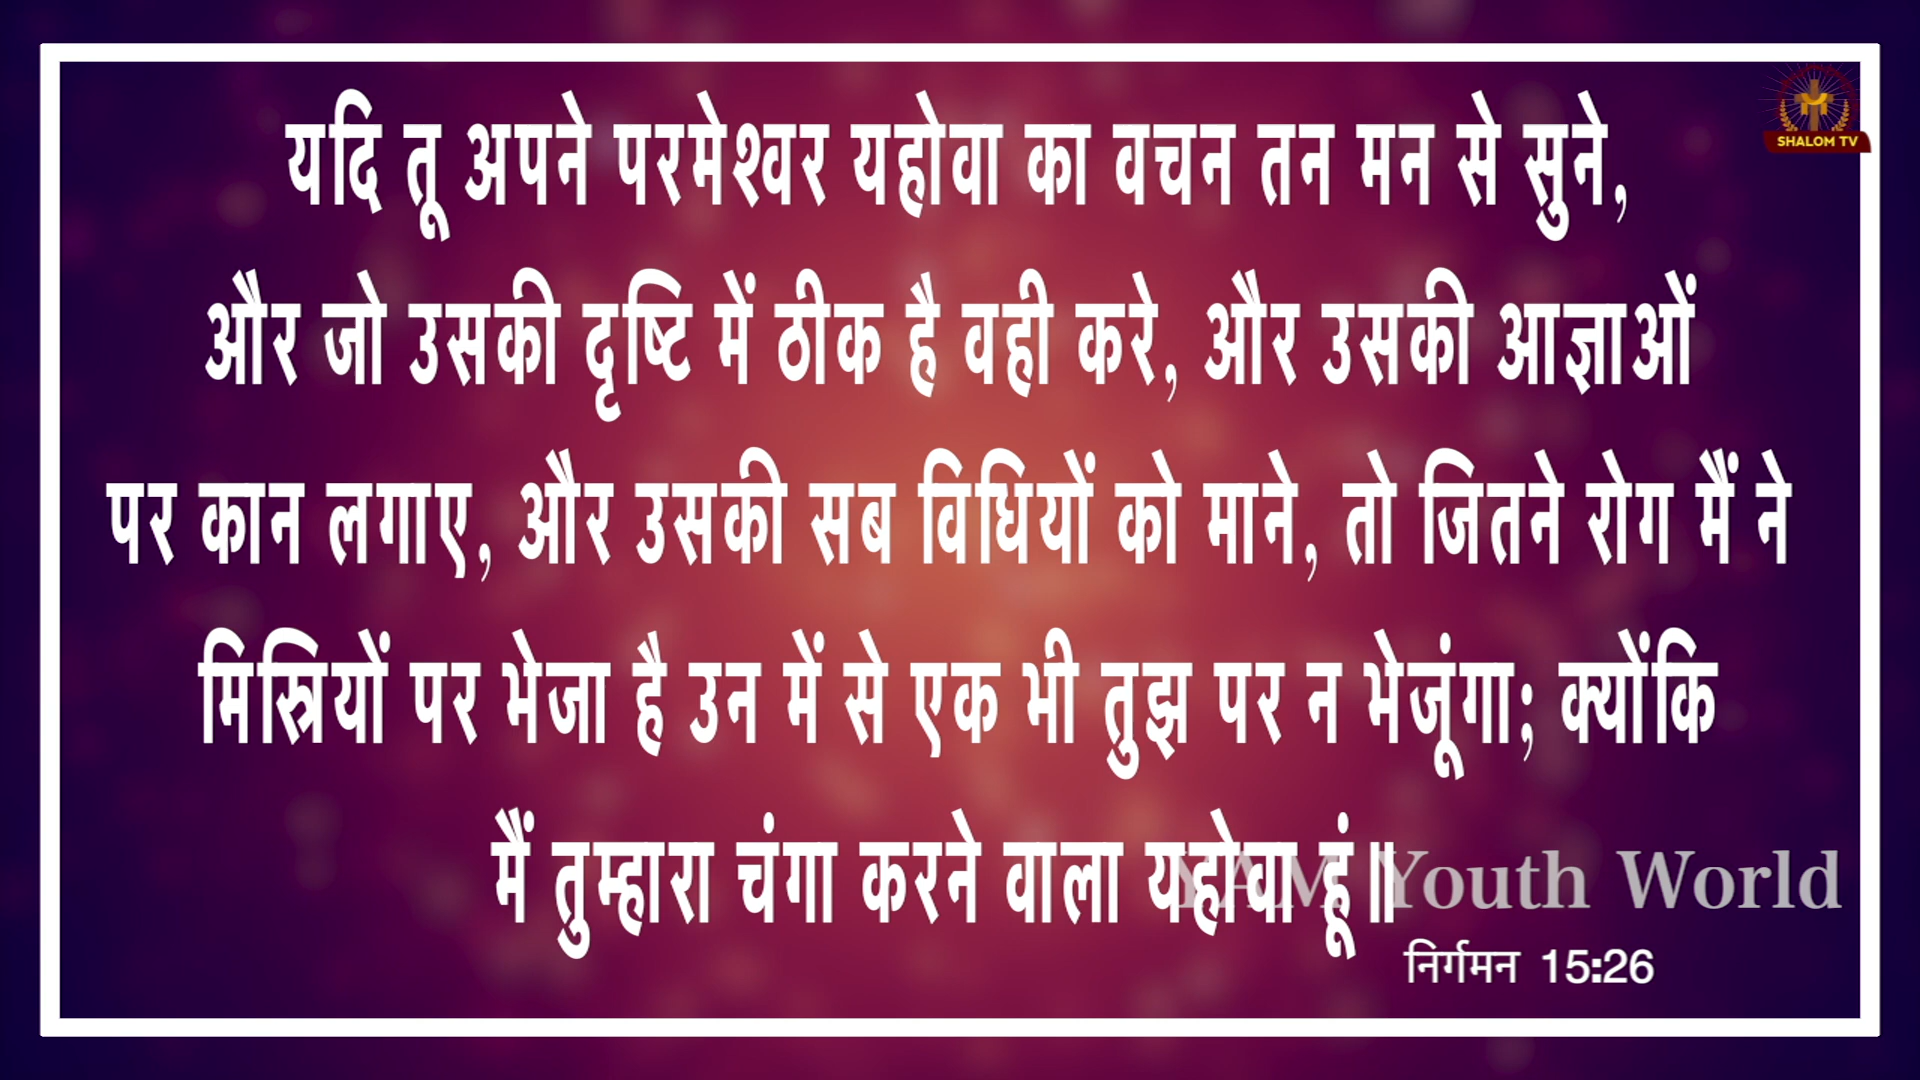 SHALOM TV
यदि तू अपने परमेश्वर यहोवा का वचन तन मन से सुने,
और जो उसकी दृष्टि में ठीक है वही करे, और उसकी आज्ञाओं
पर कान लगाए, और उसकी सब विधियों को माने, तो जितने रोग मैं ने
मिस्रियों पर भेजा है उन में से एक भी तुझ पर न भेजूंगा; क्योंकि
मैं तुम्हारा चंगा करने वाला यहोवा हूं॥
YAM Youth World
निर्गमन 15:26